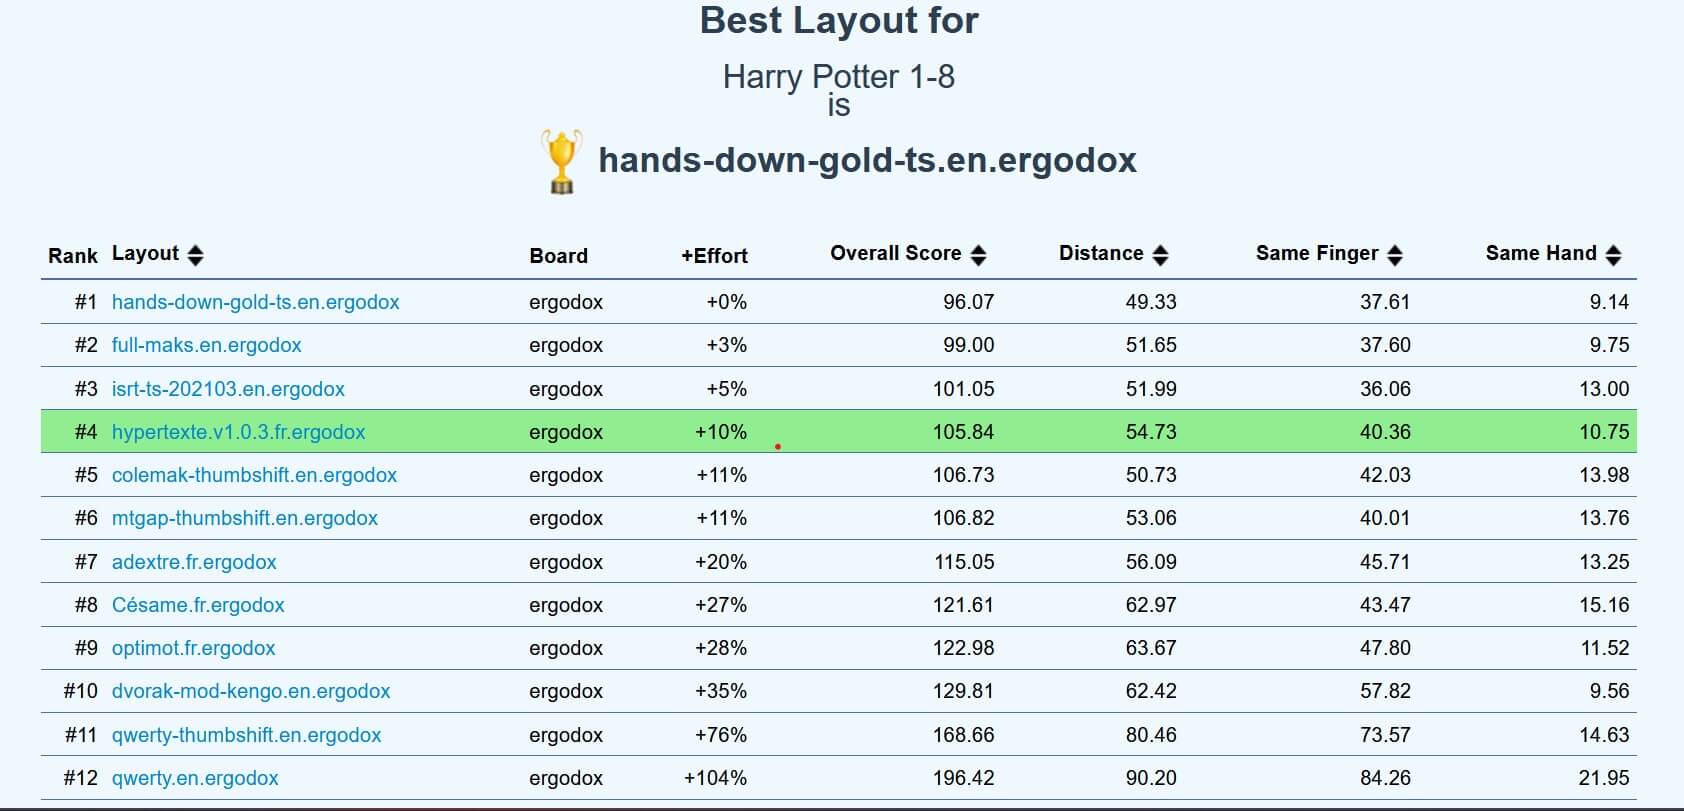 Best Layout for
Harry Potter 1-8
is
hands-down-gold-ts.en.ergodox
Rank Layout Board +Effort Overall Score Distance Same Finger Same Hand
#1 hands-down-gold-ts.en.ergodox ergodox +0% 96.07 49.33 37.61 9.14
#2 full-maks.en.ergodox ergodox +3% 99.00 51.65 37.60 9.75
#3 isrt-ts-202103.en.ergodox ergodox +5% 101.05 51.99 36.06 13.00
#4 hypertexte.v1.0.3.fr.ergodox ergodox +10% 105.84 54.73 40.36 10.75
#5 colemak-thumbshift.en.ergodox ergodox +11% 106.73 50.73 42.03 13.98
#6 mtgap-thumbshift.en.ergodox ergodox +11% 106.82 53.06 40.01 13.76
#7 adextre.fr.ergodox ergodox +20% 115.05 56.09 45.71 13.25
#8 Césame.fr.ergodox ergodox +27% 121.61 62.97 43.47 15.16
#9 optimot.fr.ergodox ergodox +28% 122.98 63.67 47.80 11.52
#10 dvorak-mod-kengo.en.ergodox ergodox +35% 129.81 62.42 57.82 9.56
#11 qwerty-thumbshift.en.ergodox ergodox +76% 168.66 80.46 73.57 14.63
#12 qwerty.en.ergodox ergodox +104% 196.42 90.20 84.26 21.95